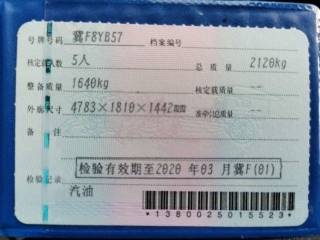 号牌号码 冀F8YB57 档案编号
核定载人数 5人 总质量 2120kg
整备质量 1640kg 核定载质量 --
外廓尺寸 4783×1810×1442mm 准牵引总质量 --
备注
检验有效期至2020年03月冀F(01)
检验记录
汽油
*1380025015523*